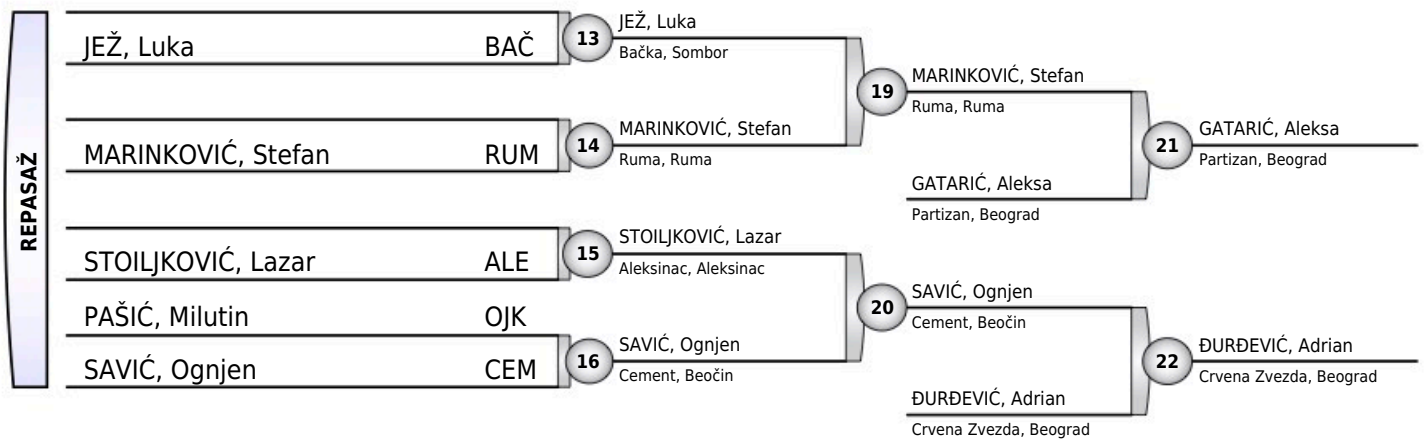 REPASAŽ
JEŽ, Luka BAČ
MARINKOVIĆ, Stefan RUM
STOILJKOVIĆ, Lazar ALE
PAŠIĆ, Milutin OJK
SAVIĆ, Ognjen CEM
13
JEŽ, Luka
Bačka, Sombor
14
MARINKOVIĆ, Stefan
Ruma, Ruma
15
STOILJKOVIĆ, Lazar
Aleksinac, Aleksinac
16
SAVIĆ, Ognjen
Cement, Beočin
19
MARINKOVIĆ, Stefan
Ruma, Ruma
GATARIĆ, Aleksa
Partizan, Beograd
20
SAVIĆ, Ognjen
Cement, Beočin
ĐURĐEVIĆ, Adrian
Crvena Zvezda, Beograd
21
GATARIĆ, Aleksa
Partizan, Beograd
22
ĐURĐEVIĆ, Adrian
Crvena Zvezda, Beograd